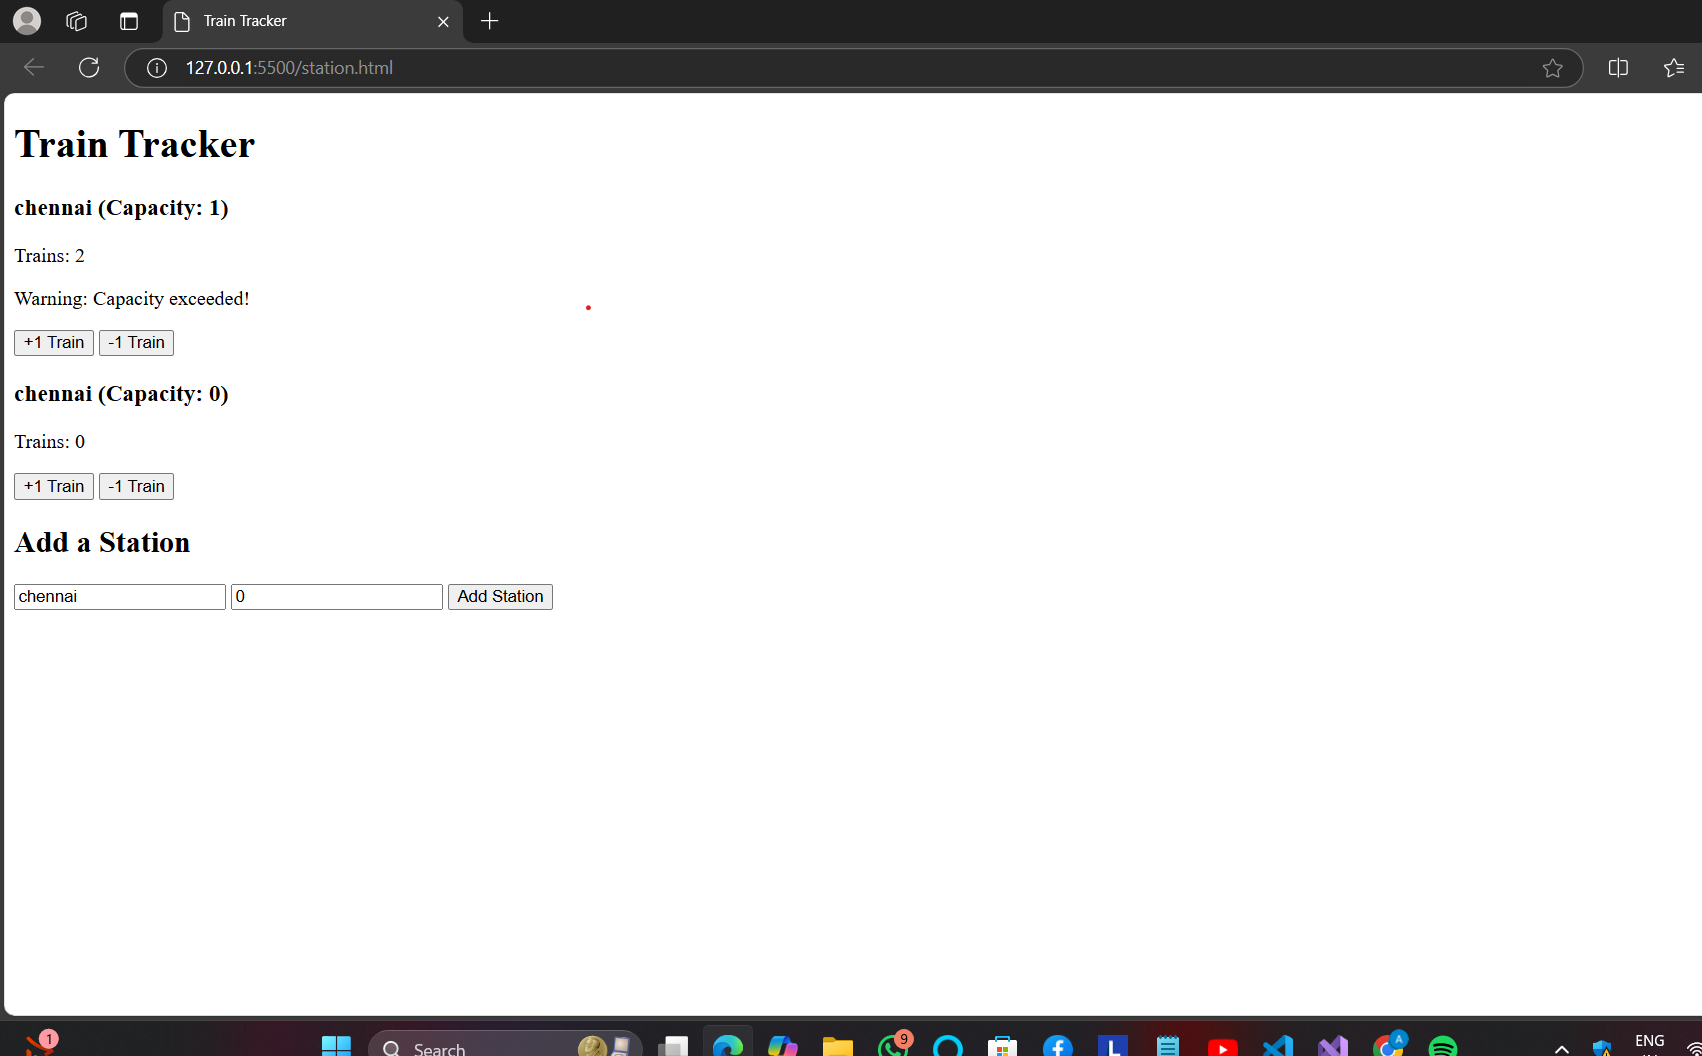 Train Tracker
127.0.0.1:5500/station.html
Train Tracker
chennai (Capacity: 1)
Trains: 2
Warning: Capacity exceeded!
+1 Train -1 Train
chennai (Capacity: 0)
Trains: 0
+1 Train -1 Train
Add a Station
chennai 0 Add Station
1
Search
9
L
A
ENG